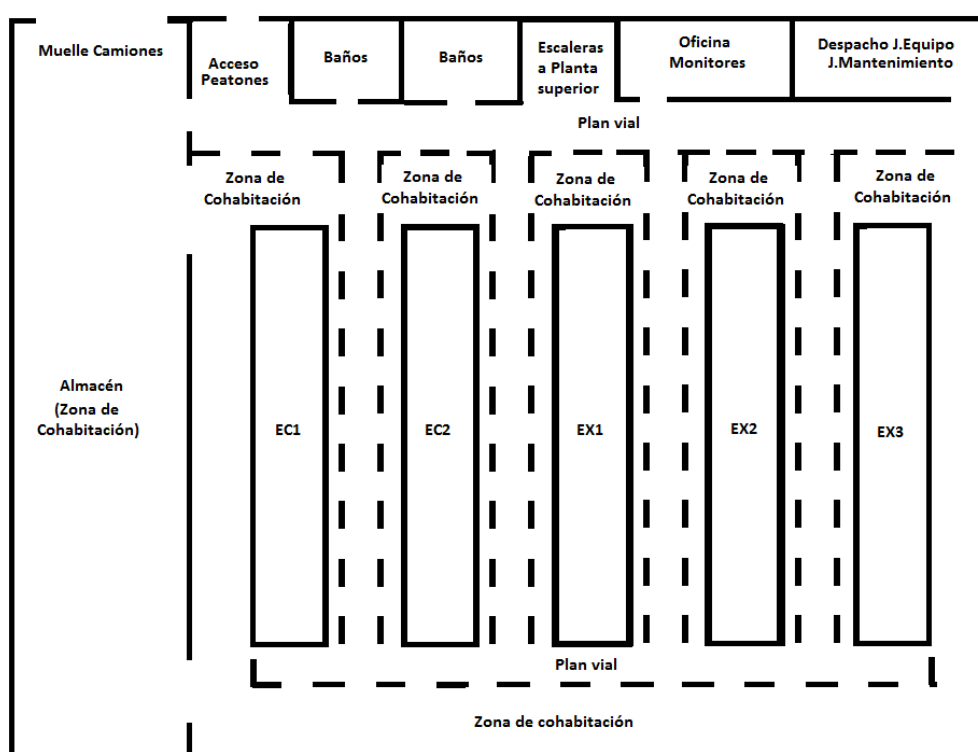 Muelle Camiones
Acceso
Peatones
Baños
Baños
Escaleras
a Planta
superior
Oficina
Monitores
Despacho J.Equipo
J.Mantenimiento
Plan vial
Zona de
Cohabitación
Zona de
Cohabitación
Zona de
Cohabitación
Zona de
Cohabitación
Zona de
Cohabitación
Almacén
(Zona de
Cohabitación)
EC1
EC2
EX1
EX2
EX3
Plan vial
Zona de cohabitación